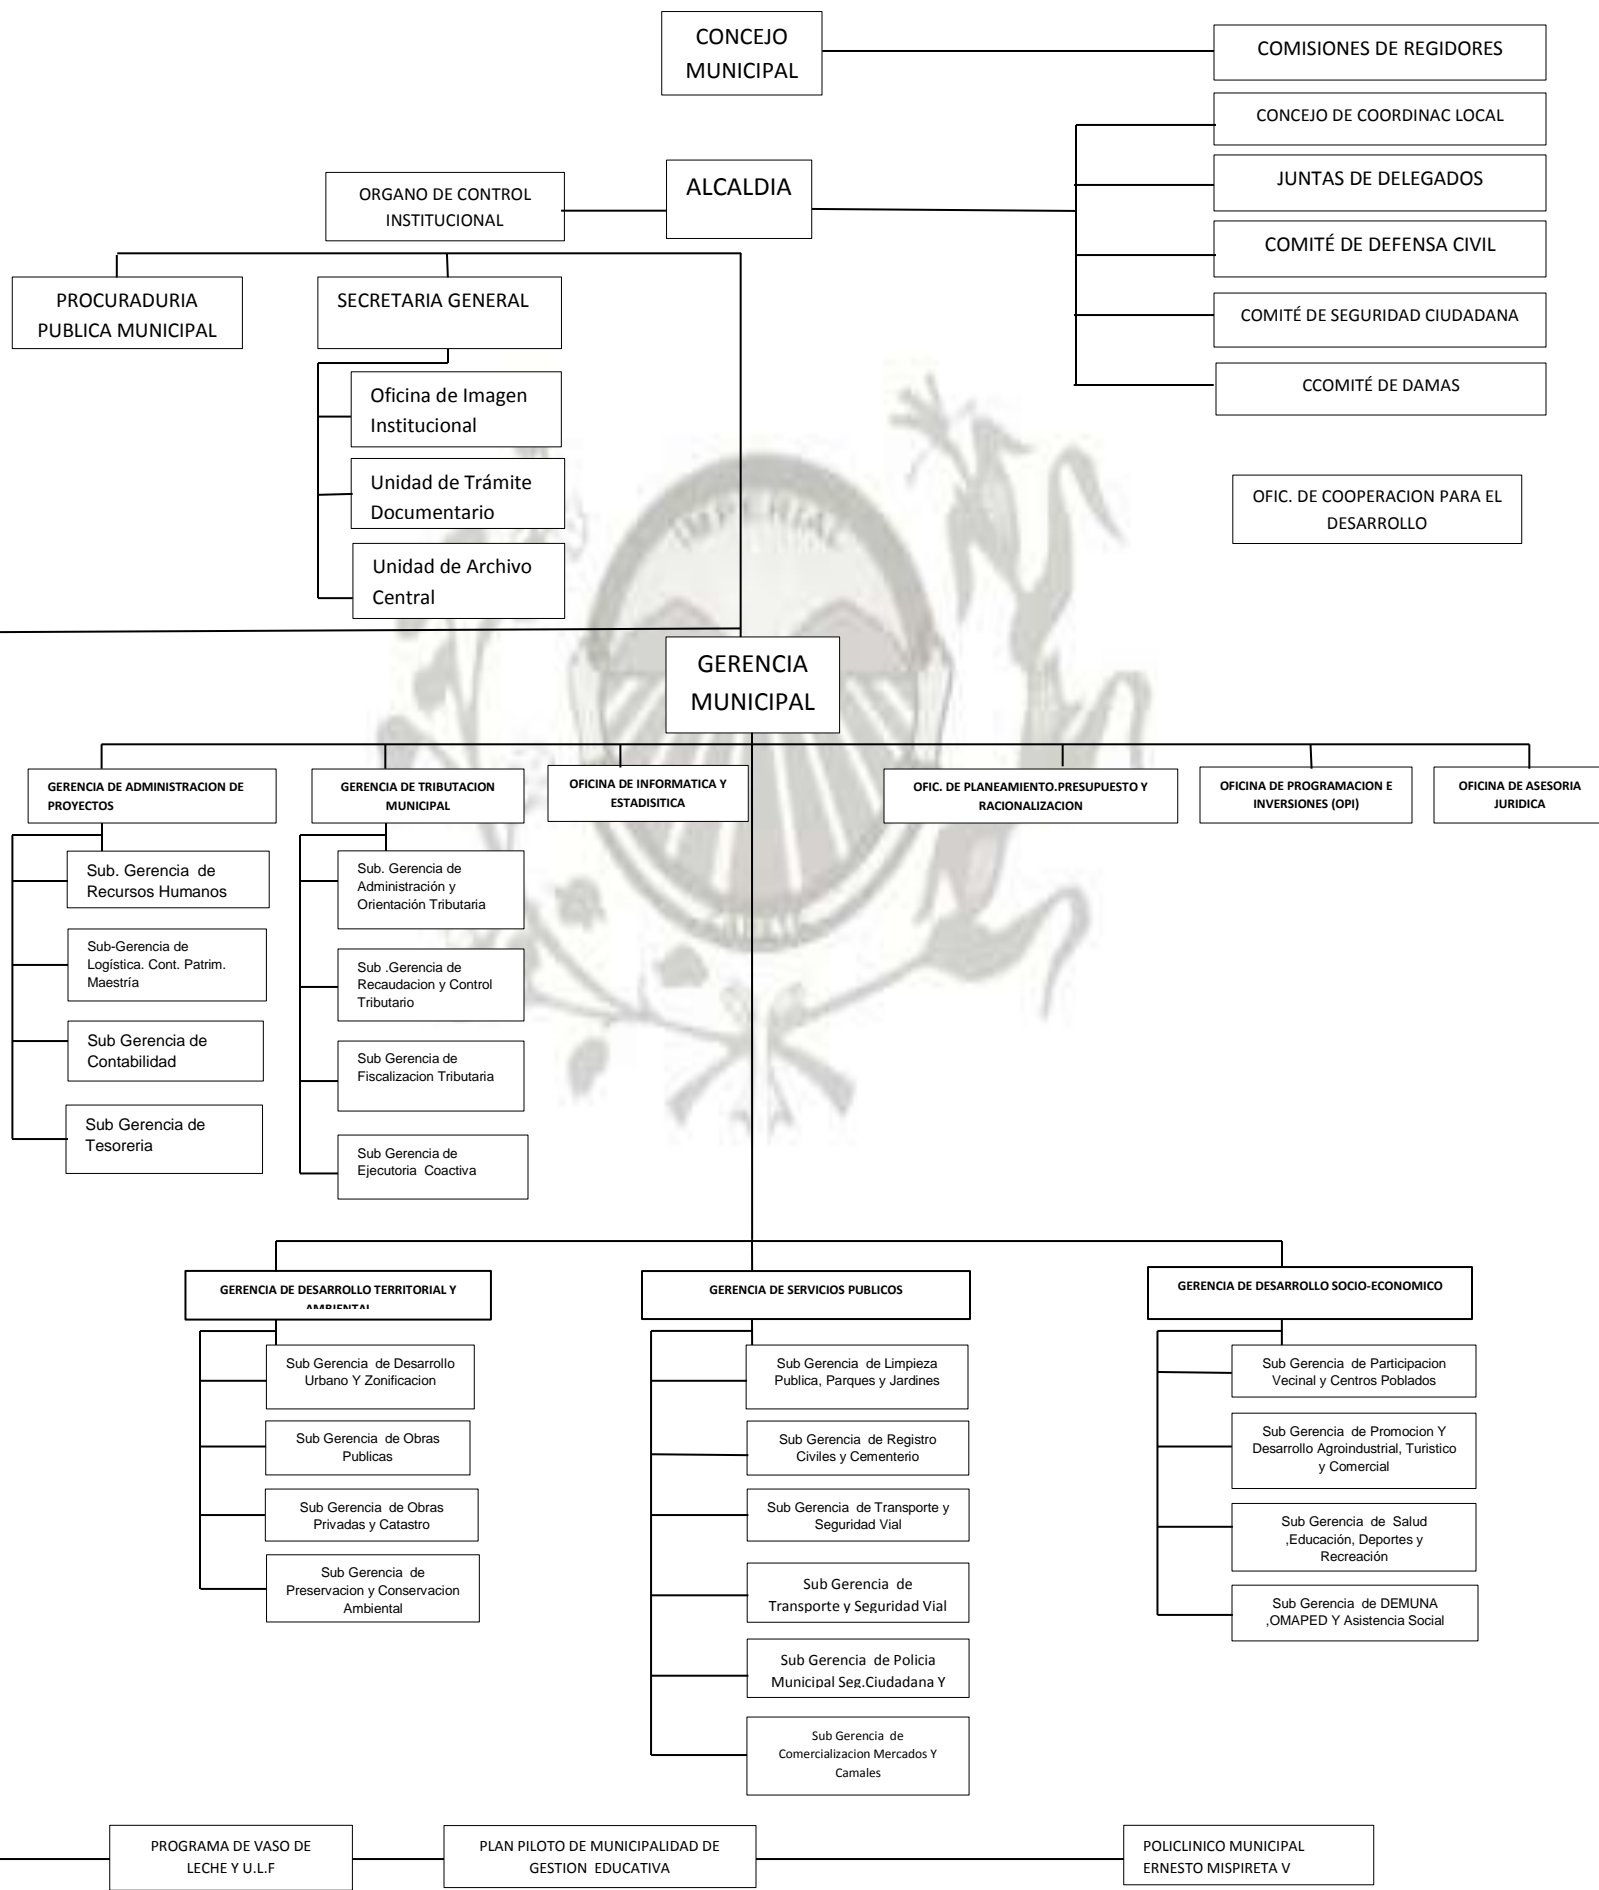 CONCEJO
MUNICIPAL
COMISIONES DE REGIDORES
CONCEJO DE COORDINAC LOCAL
ALCALDIA
JUNTAS DE DELEGADOS
ORGANO DE CONTROL
INSTITUCIONAL
COMITÉ DE DEFENSA CIVIL
PROCURADURIA
PUBLICA MUNICIPAL
SECRETARIA GENERAL
COMITÉ DE SEGURIDAD CIUDADANA
CCOMITÉ DE DAMAS
Oficina de Imagen
Institucional
Unidad de Trámite
Documentario
OFIC. DE COOPERACION PARA EL
DESARROLLO
IMPERIAL
Unidad de Archivo
Central
GERENCIA
MUNICIPAL
GERENCIA DE ADMINISTRACION DE
PROYECTOS
GERENCIA DE TRIBUTACION
MUNICIPAL
OFICINA DE INFORMATICA Y
ESTADISITICA
OFIC. DE PLANEAMIENTO.PRESUPUESTO Y
RACIONALIZACION
OFICINA DE PROGRAMACION E
INVERSIONES (OPI)
OFICINA DE ASESORIA
JURIDICA
Sub. Gerencia de
Recursos Humanos
Sub-Gerencia de
Logística. Cont. Patrim.
Maestría
Sub Gerencia de
Contabilidad
Sub Gerencia de
Tesoreria
Sub. Gerencia de
Administración y
Orientación Tributaria
Sub .Gerencia de
Recaudacion y Control
Tributario
Sub Gerencia de
Fiscalizacion Tributaria
Sub Gerencia de
Ejecutoria Coactiva
GERENCIA DE DESARROLLO TERRITORIAL Y
AMBIENTAL
Sub Gerencia de Desarrollo
Urbano Y Zonificacion
Sub Gerencia de Obras
Publicas
Sub Gerencia de Obras
Privadas y Catastro
Sub Gerencia de
Preservacion y Conservacion
Ambiental
GERENCIA DE SERVICIOS PUBLICOS
Sub Gerencia de Limpieza
Publica, Parques y Jardines
Sub Gerencia de Registro
Civiles y Cementerio
Sub Gerencia de Transporte y
Seguridad Vial
Sub Gerencia de
Transporte y Seguridad Vial
Sub Gerencia de Policia
Municipal Seg.Ciudadana Y
Sub Gerencia de
Comercializacion Mercados Y
Camales
GERENCIA DE DESARROLLO SOCIO-ECONOMICO
Sub Gerencia de Participacion
Vecinal y Centros Poblados
Sub Gerencia de Promocion Y
Desarrollo Agroindustrial, Turistico
y Comercial
Sub Gerencia de Salud
,Educación, Deportes y
Recreación
Sub Gerencia de DEMUNA
,OMAPED Y Asistencia Social
PROGRAMA DE VASO DE
LECHE Y U.L.F
PLAN PILOTO DE MUNICIPALIDAD DE
GESTION EDUCATIVA
POLICLINICO MUNICIPAL
ERNESTO MISPIRETA V